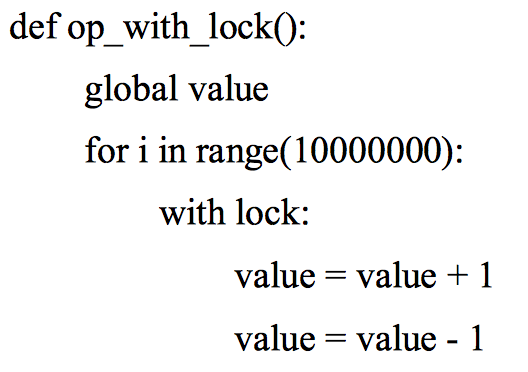 def op_with_lock():
global value
for i in range(10000000):
with lock:
value = value + 1
value = value - 1